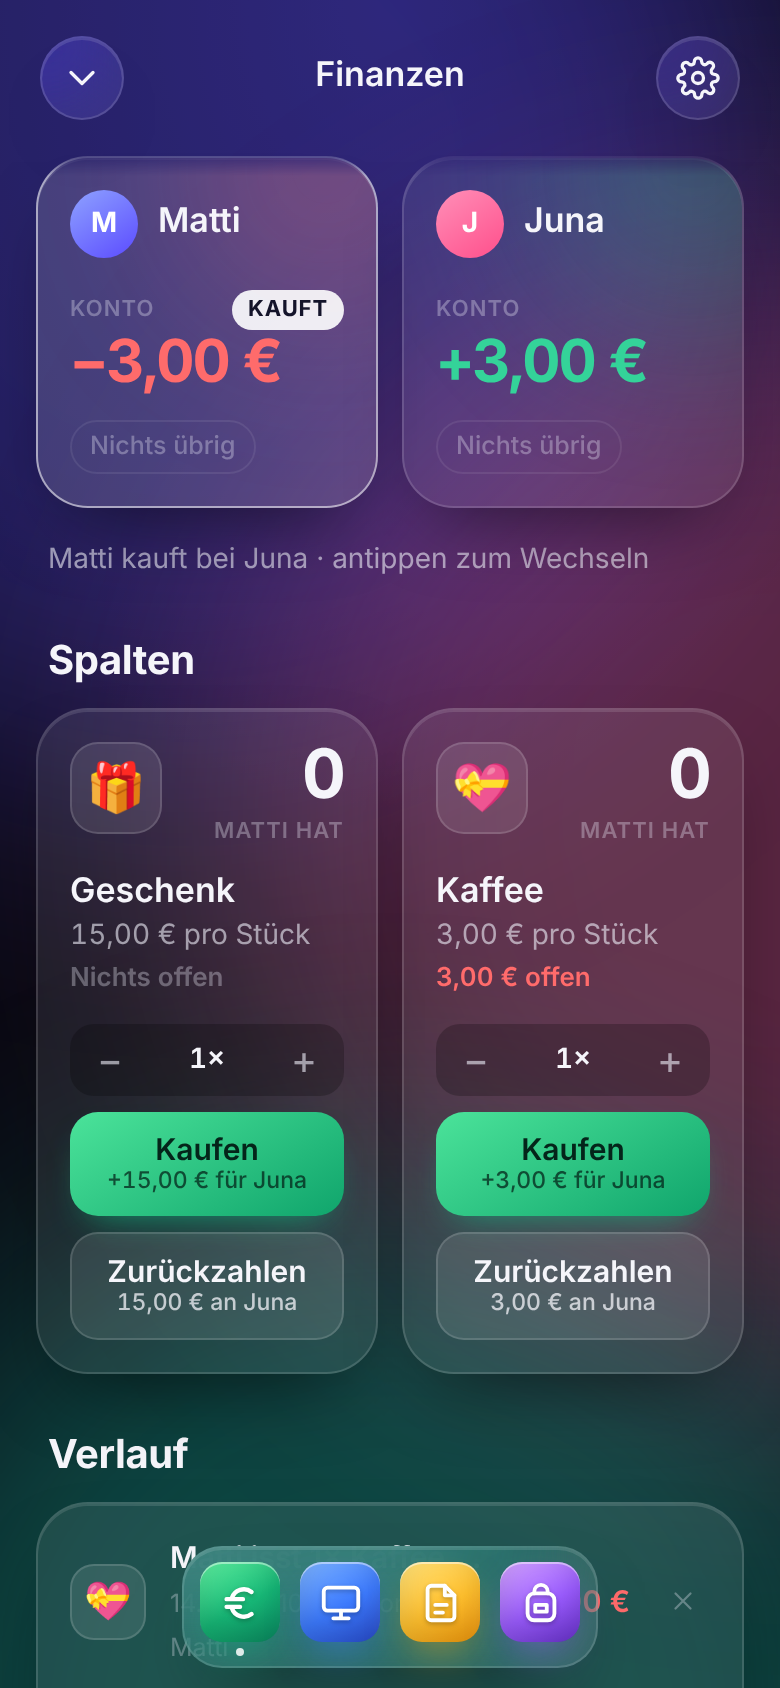 Finanzen
M Matti
KONTO KAUFT
−3,00 €
Nichts übrig
J Juna
KONTO
+3,00 €
Nichts übrig
Matti kauft bei Juna · antippen zum Wechseln
Spalten
0
MATTI HAT
Geschenk
15,00 € pro Stück
Nichts offen
− 1× +
Kaufen
+15,00 € für Juna
Zurückzahlen
15,00 € an Juna
0
MATTI HAT
Kaffee
3,00 € pro Stück
3,00 € offen
− 1× +
Kaufen
+3,00 € für Juna
Zurückzahlen
3,00 € an Juna
Verlauf
Matti